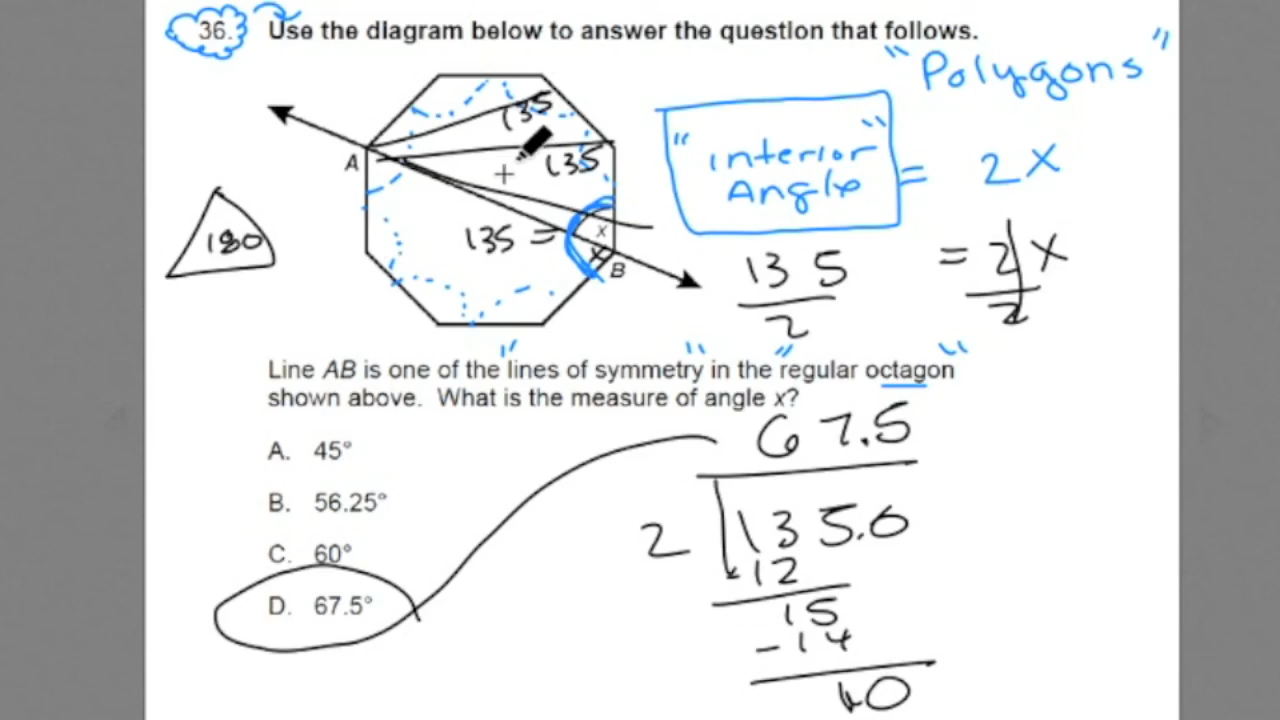 36. Use the diagram below to answer the question that follows.
"Polygons"
135
A
135
"Interior Angle" = 2x
180
135 =
x
x
B
135 / 2 = 2x / 2
Line AB is one of the "lines of symmetry" in the "regular octagon"
shown above. What is the measure of angle x?
67.5
A. 45°
B. 56.25°
2 135.0
C. 60°
12
D. 67.5°
15
-14
10